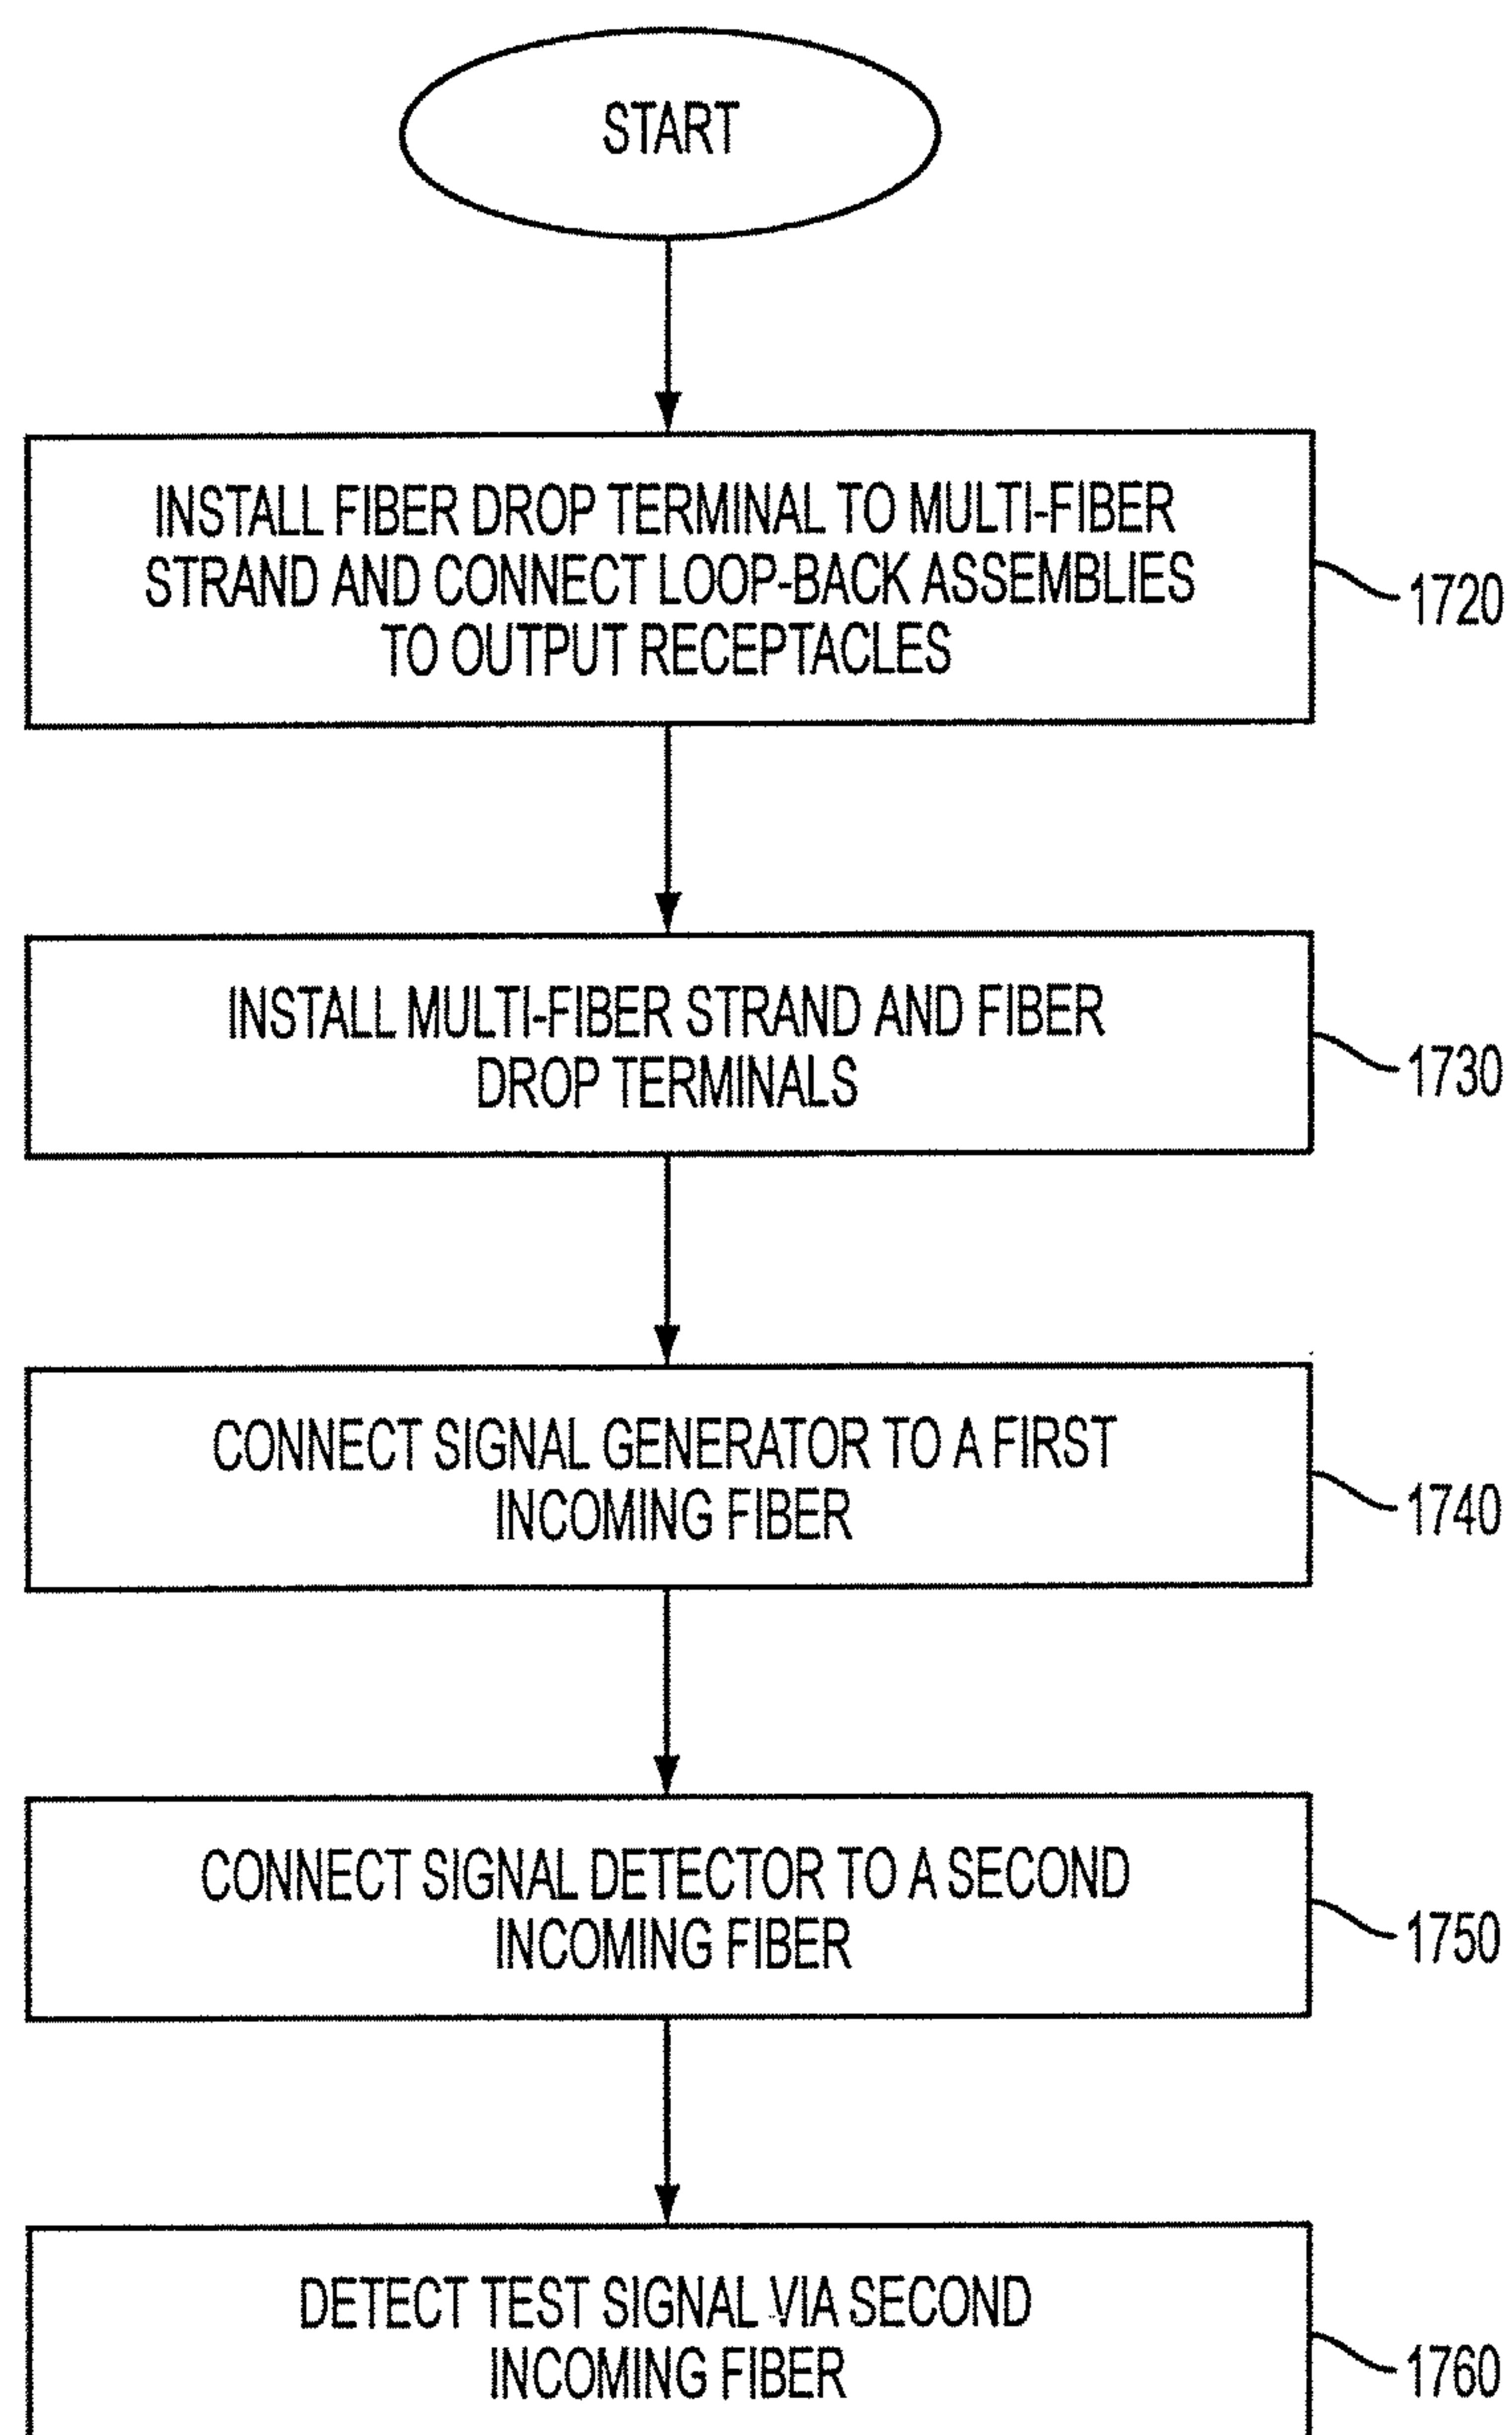 START
INSTALL FIBER DROP TERMINAL TO MULTI-FIBER
STRAND AND CONNECT LOOP-BACK ASSEMBLIES
TO OUTPUT RECEPTACLES
1720
INSTALL MULTI-FIBER STRAND AND FIBER
DROP TERMINALS
1730
CONNECT SIGNAL GENERATOR TO A FIRST
INCOMING FIBER
1740
CONNECT SIGNAL DETECTOR TO A SECOND
INCOMING FIBER
1750
DETECT TEST SIGNAL VIA SECOND
INCOMING FIBER
1760